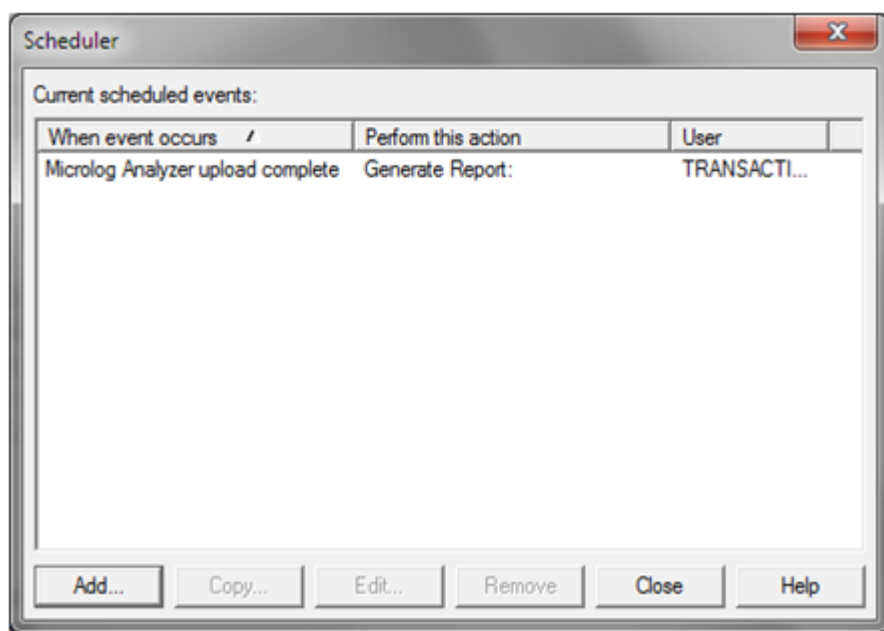 Scheduler
Current scheduled events:
When event occurs Perform this action User
Microlog Analyzer upload complete Generate Report: TRANSACTI...
Add... Copy... Edit... Remove Close Help